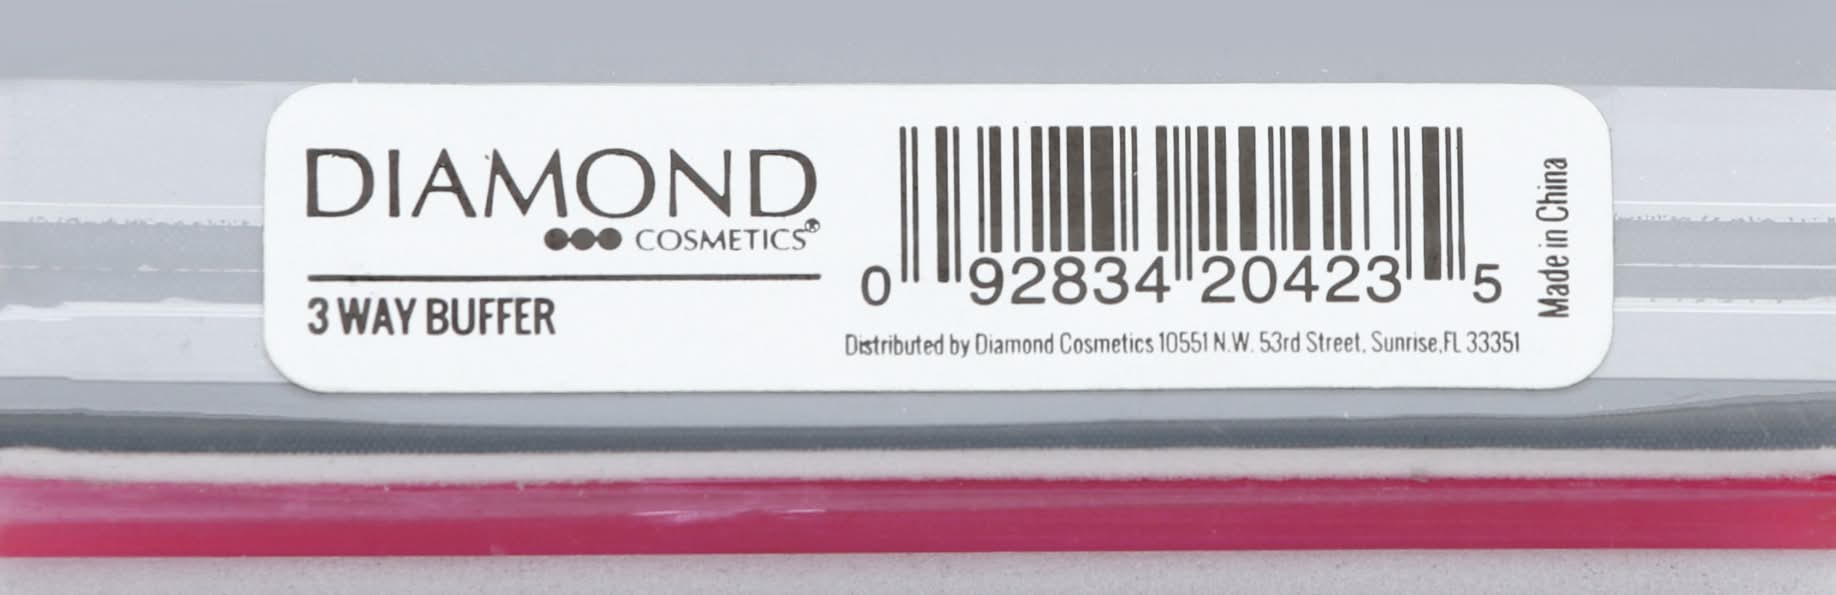 DIAMOND
COSMETICS®
3 WAY BUFFER
0 92834 20423 5
Distributed by Diamond Cosmetics 10551 N.W. 53rd Street, Sunrise,FL 33351
Made in China